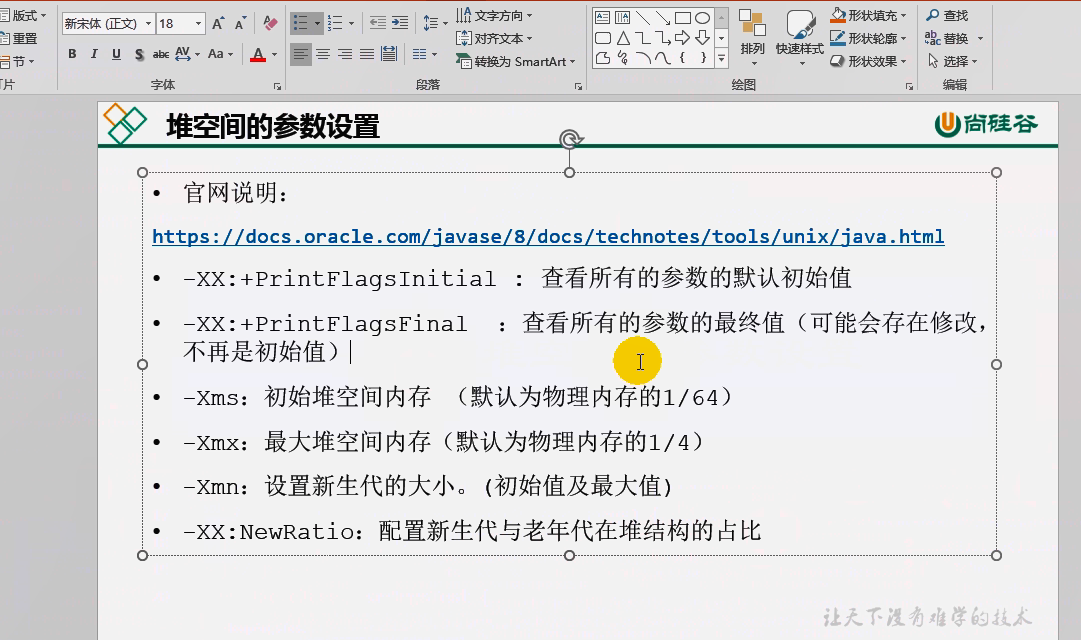 版式
新宋体 (正文) 18
文字方向
形状填充
查找
重置
对齐文本
排列
快速样式
形状轮廓
替换
节
B I U S abc AV Aa A
转换为 SmartArt
形状效果
选择
片
字体
段落
绘图
编辑
堆空间的参数设置
尚硅谷
• 官网说明：
https://docs.oracle.com/javase/8/docs/technotes/tools/unix/java.html
• -XX:+PrintFlagsInitial : 查看所有的参数的默认初始值
• -XX:+PrintFlagsFinal ：查看所有的参数的最终值（可能会存在修改，
不再是初始值）
• -Xms：初始堆空间内存 （默认为物理内存的1/64）
• -Xmx：最大堆空间内存（默认为物理内存的1/4）
• -Xmn：设置新生代的大小。(初始值及最大值)
• -XX:NewRatio：配置新生代与老年代在堆结构的占比
让天下没有难学的技术